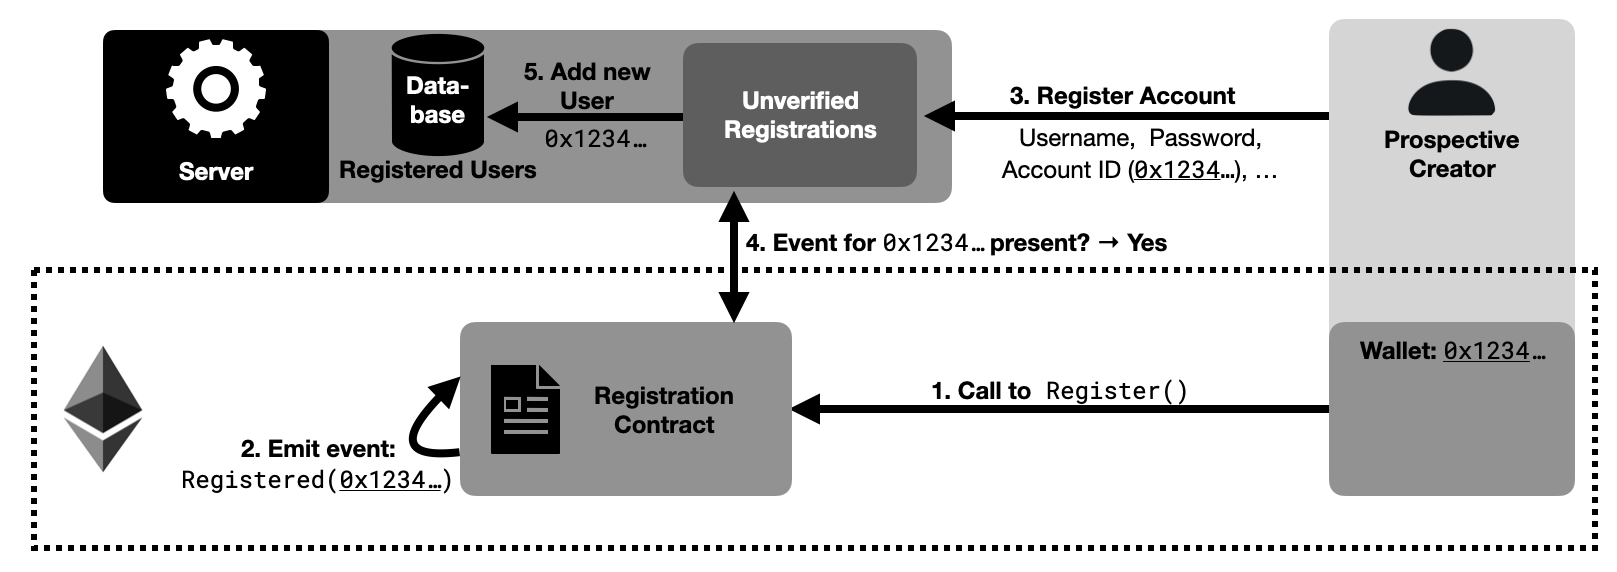 Server
Data-
base
Registered Users
5. Add new
User
0x1234…
Unverified
Registrations
3. Register Account
Username, Password,
Account ID (0x1234…), …
Prospective
Creator
4. Event for 0x1234… present? → Yes
Wallet: 0x1234…
1. Call to Register()
Registration
Contract
2. Emit event:
Registered(0x1234…)